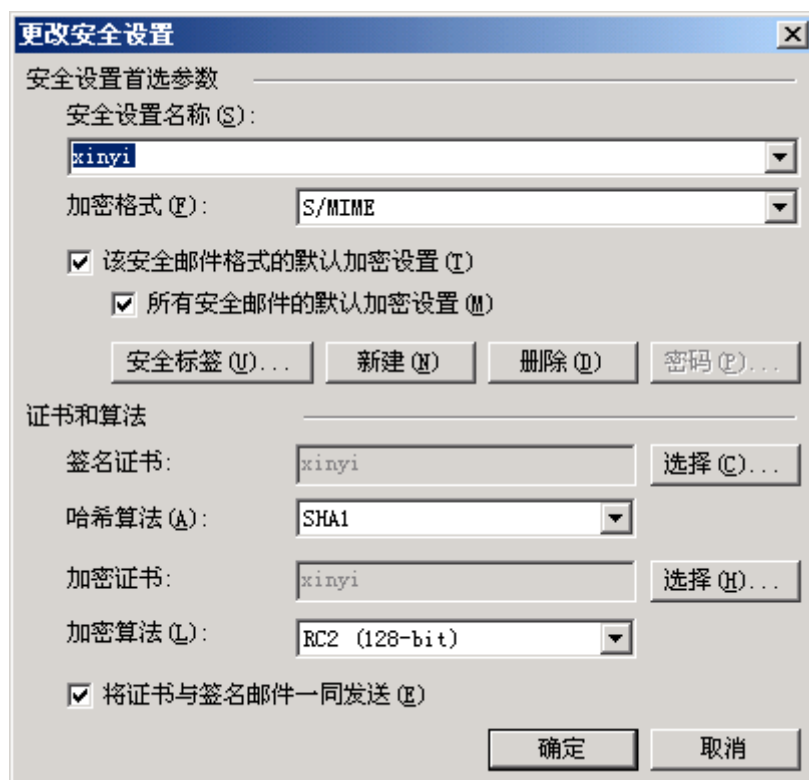 更改安全设置
安全设置首选参数
安全设置名称(S):
xinyi
加密格式(F): S/MIME
该安全邮件格式的默认加密设置(T)
所有安全邮件的默认加密设置(M)
安全标签(U)... 新建(N) 删除(D) 密码(P)...
证书和算法
签名证书: xinyi 选择(C)...
哈希算法(A): SHA1
加密证书: xinyi 选择(H)...
加密算法(L): RC2 (128-bit)
将证书与签名邮件一同发送(E)
确定 取消